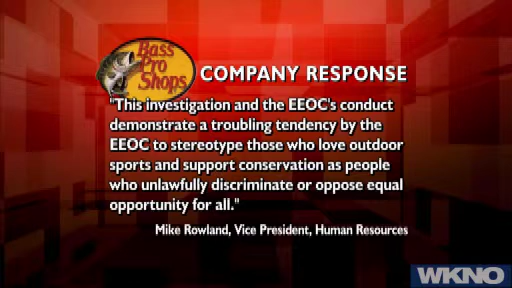 Bass
Pro
Shops
COMPANY RESPONSE
"This investigation and the EEOC's conduct
demonstrate a troubling tendency by the
EEOC to stereotype those who love outdoor
sports and support conservation as people
who unlawfully discriminate or oppose equal
opportunity for all."
Mike Rowland, Vice President, Human Resources
WKNO